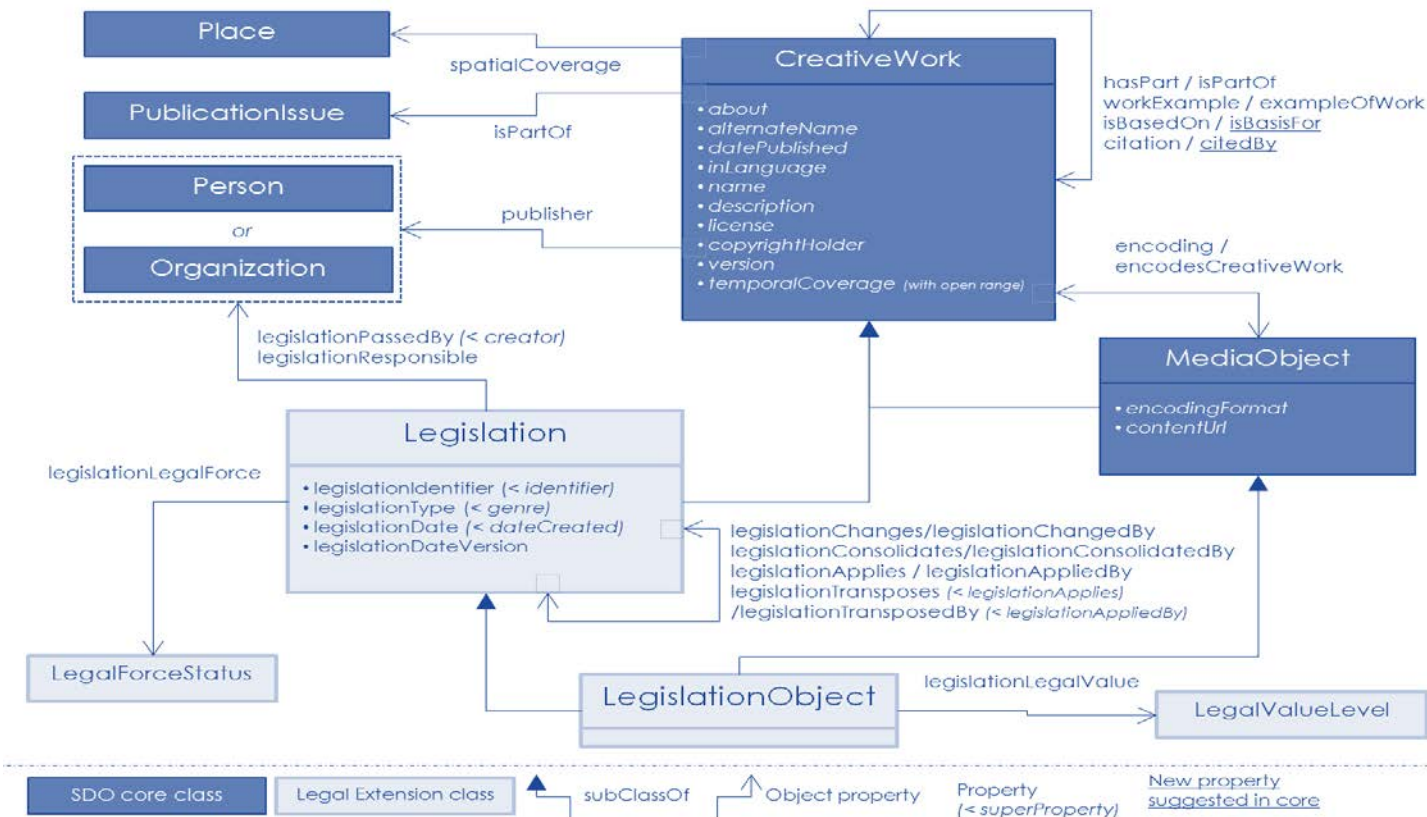 Place
spatialCoverage
PublicationIssue
isPartOf
Person
or
Organization
publisher
CreativeWork
• about
• alternateName
• datePublished
• inLanguage
• name
• description
• license
• copyrightHolder
• version
• temporalCoverage (with open range)
hasPart / isPartOf
workExample / exampleOfWork
isBasedOn / isBasisFor
citation / citedBy
encoding /
encodesCreativeWork
MediaObject
• encodingFormat
• contentUrl
legislationPassedBy (< creator)
legislationResponsible
Legislation
• legislationIdentifier (< identifier)
• legislationType (< genre)
• legislationDate (< dateCreated)
• legislationDateVersion
legislationLegalForce
LegalForceStatus
legislationChanges/legislationChangedBy
legislationConsolidates/legislationConsolidatedBy
legislationApplies / legislationAppliedBy
legislationTransposes (< legislationApplies)
/legislationTransposedBy (< legislationAppliedBy)
LegislationObject
legislationLegalValue
LegalValueLevel
SDO core class
Legal Extension class
subClassOf
Object property
Property
(< superProperty)
New property
suggested in core